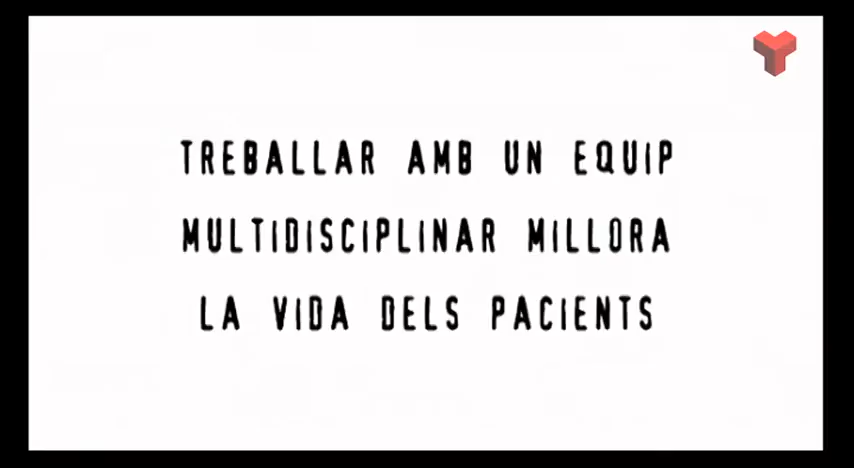 TREBALLAR AMB UN EQUIP
MULTIDISCIPLINAR MILLORA
LA VIDA DELS PACIENTS